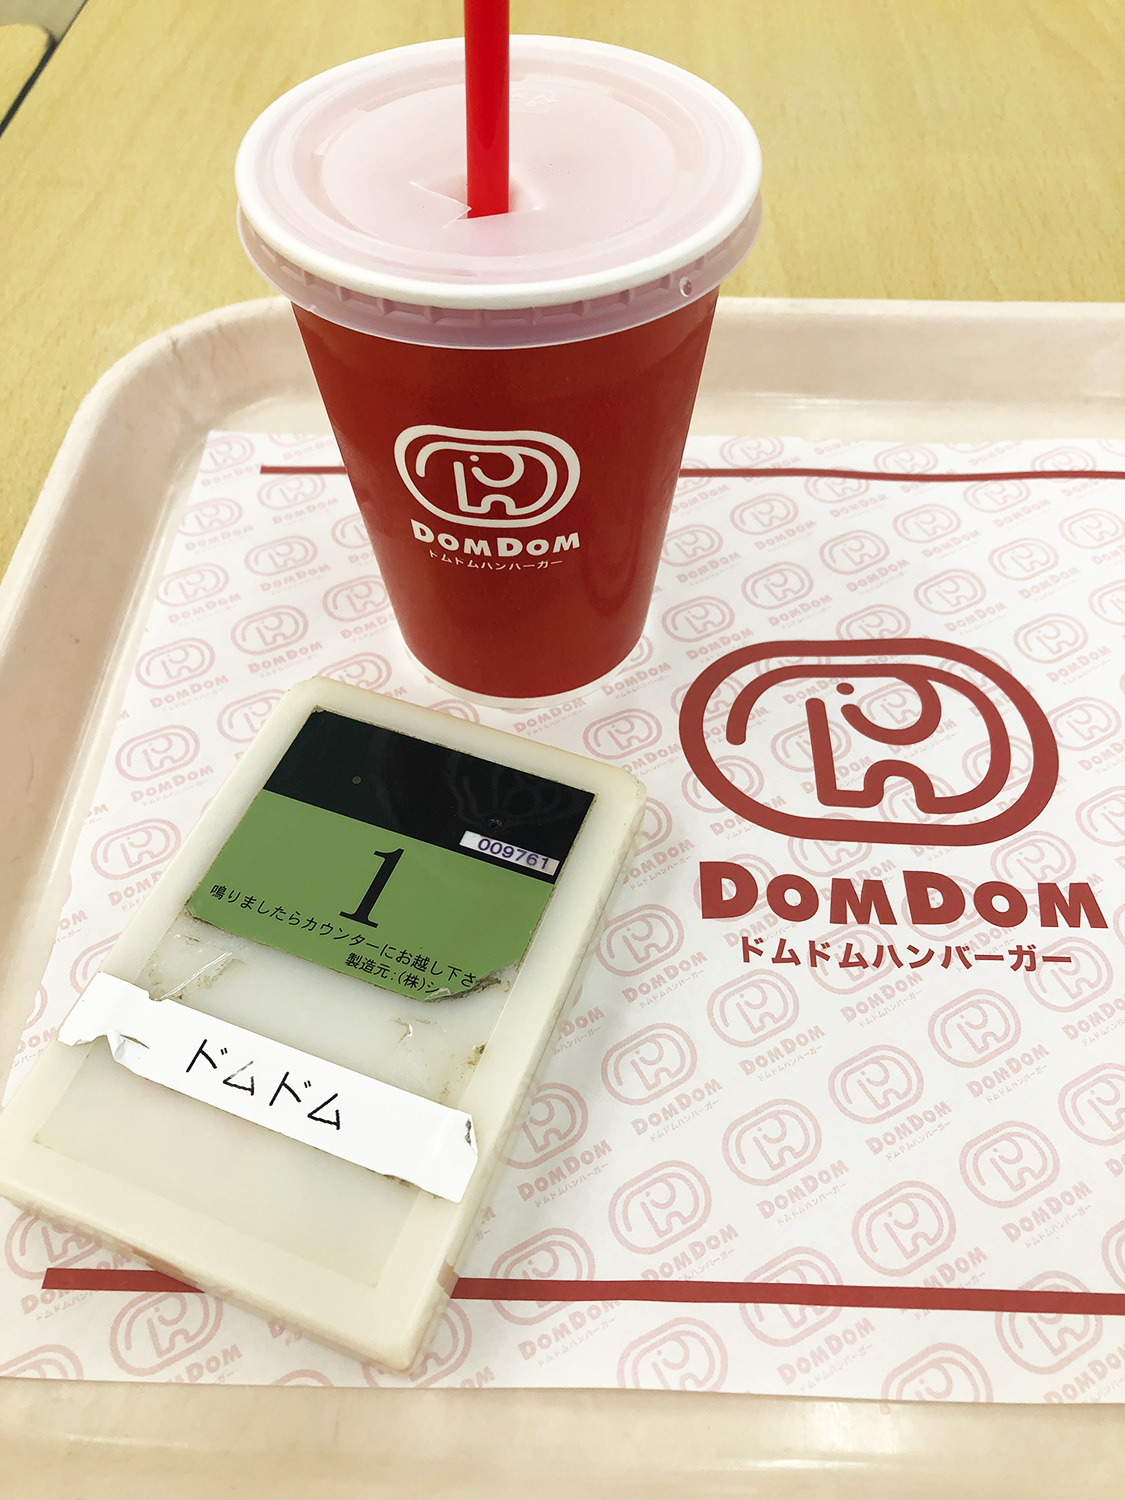 DOMDOM
ドムドムハンバーガー
009761
1
鳴りましたらカウンターにお越し下さ
製造元:(株)シ
ドムドム
DOMDOM
ドムドムハンバーガー